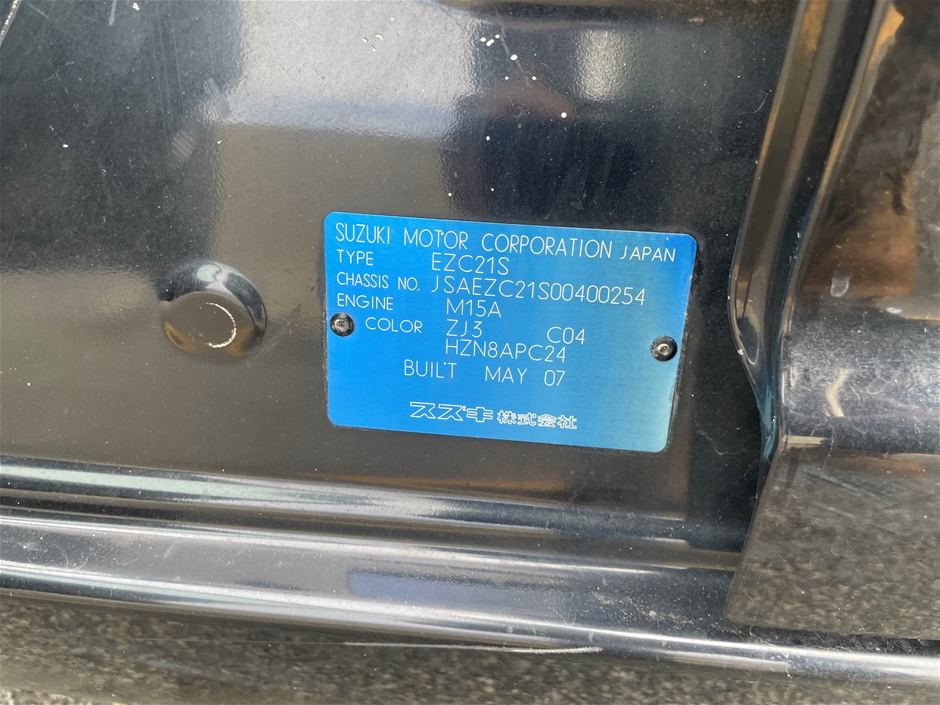 SUZUKI MOTOR CORPORATION JAPAN
TYPE EZC21S
CHASSIS NO. JSAEZC21S00400254
ENGINE M15A
COLOR ZJ3 C04
HZN8APC24
BUILT MAY 07
スズキ株式会社